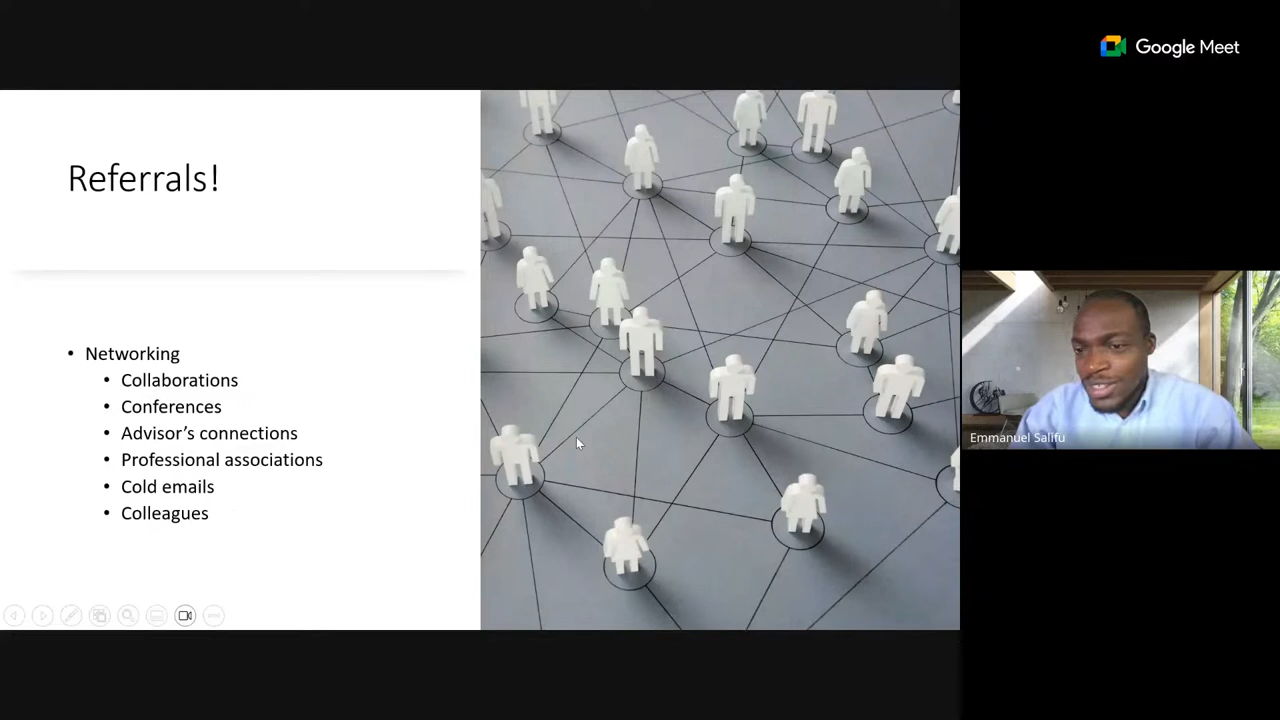 Google Meet
Referrals!
• Networking
• Collaborations
• Conferences
• Advisor's connections
• Professional associations
• Cold emails
• Colleagues
Emmanuel Salifu